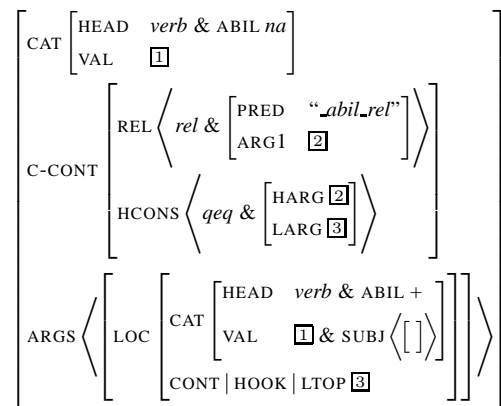 CAT [HEAD verb & ABIL na
VAL 1]
C-CONT [REL ⟨rel & [PRED “_abil_rel”
ARG1 2]⟩
HCONS ⟨qeq & [HARG 2
LARG 3]⟩]
ARGS ⟨[LOC [CAT [HEAD verb & ABIL +
VAL 1 & SUBJ ⟨[ ]⟩]
CONT | HOOK | LTOP 3]]⟩